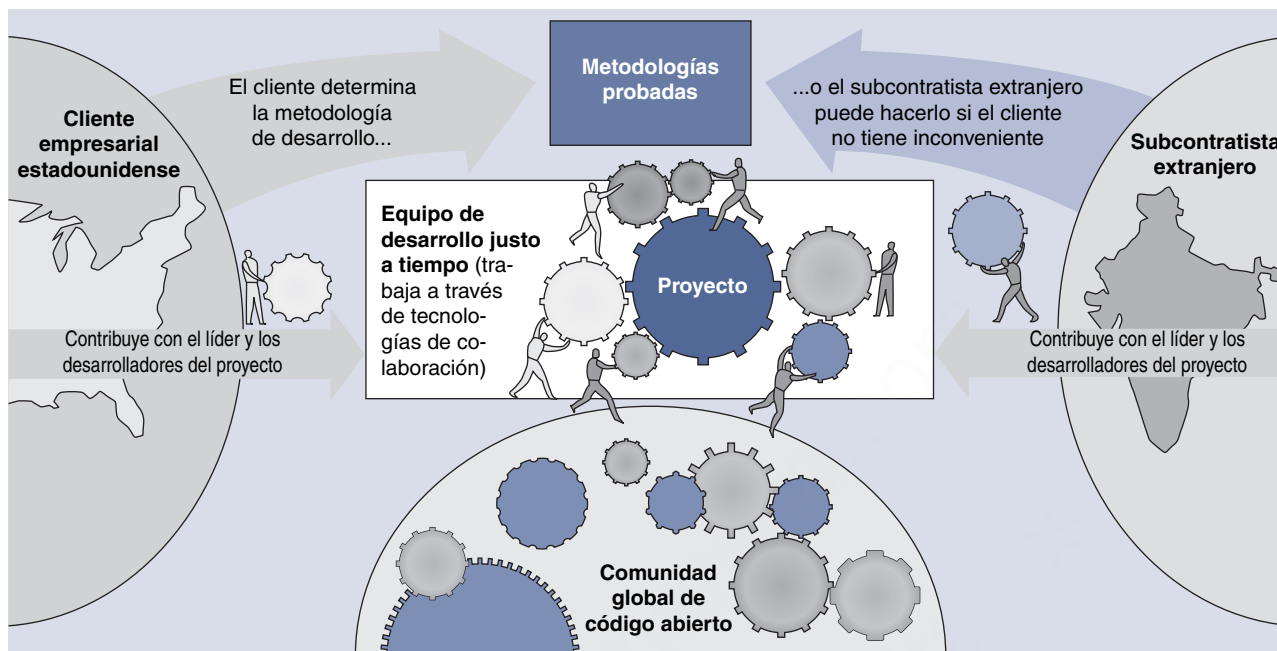 Metodologías
probadas
El cliente determina
la metodología
de desarrollo...
...o el subcontratista extranjero
puede hacerlo si el cliente
no tiene inconveniente
Cliente
empresarial
estadounidense
Subcontratista
extranjero
Equipo de
desarrollo justo
a tiempo (tra-
baja a través
de tecnolo-
gías de co-
laboración)
Proyecto
Contribuye con el líder y los
desarrolladores del proyecto
Contribuye con el líder y los
desarrolladores del proyecto
Comunidad
global de
código abierto